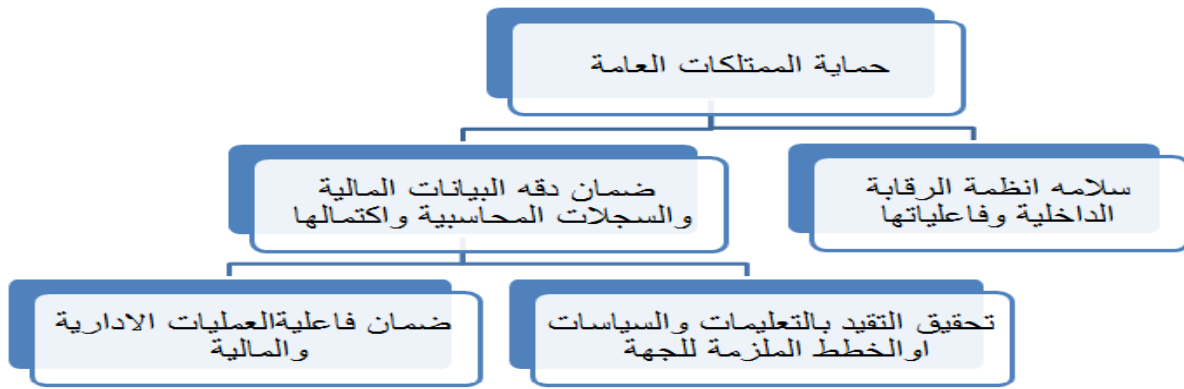 حماية الممتلكات العامة
سلامه انظمة الرقابة
الداخلية وفاعلياتها
ضمان دقه البيانات المالية
والسجلات المحاسبية واكتمالها
تحقيق التقيد بالتعليمات والسياسات
اوالخطط الملزمة للجهة
ضمان فاعليةالعمليات الادارية
والمالية